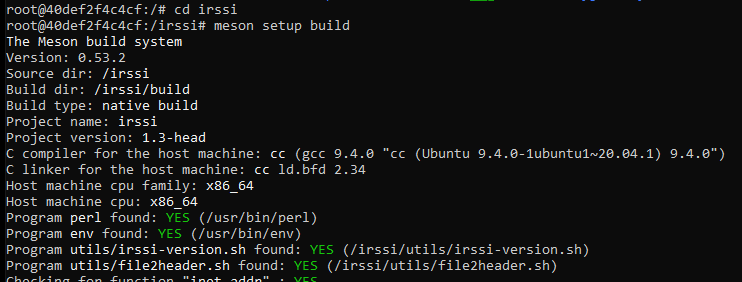 root@40def2f4c4cf:/# cd irssi
root@40def2f4c4cf:/irssi# meson setup build
The Meson build system
Version: 0.53.2
Source dir: /irssi
Build dir: /irssi/build
Build type: native build
Project name: irssi
Project version: 1.3-head
C compiler for the host machine: cc (gcc 9.4.0 "cc (Ubuntu 9.4.0-1ubuntu1~20.04.1) 9.4.0")
C linker for the host machine: cc ld.bfd 2.34
Host machine cpu family: x86_64
Host machine cpu: x86_64
Program perl found: YES (/usr/bin/perl)
Program env found: YES (/usr/bin/env)
Program utils/irssi-version.sh found: YES (/irssi/utils/irssi-version.sh)
Program utils/file2header.sh found: YES (/irssi/utils/file2header.sh)
Checking for function "inet_addr" : YES